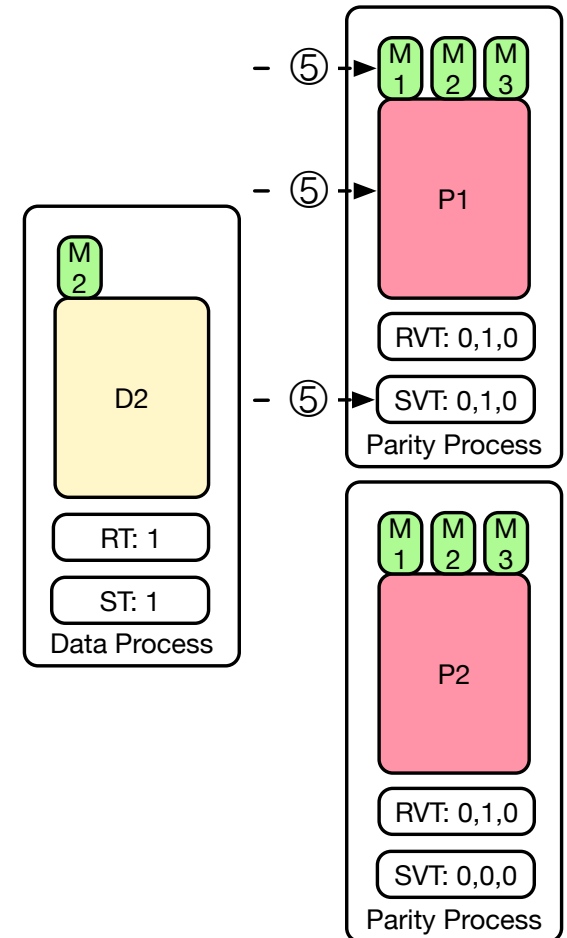 ⑤
M 1
M 2
M 3
⑤
P1
RVT: 0,1,0
⑤
SVT: 0,1,0
Parity Process
M 2
D2
RT: 1
ST: 1
Data Process
M 1
M 2
M 3
P2
RVT: 0,1,0
SVT: 0,0,0
Parity Process